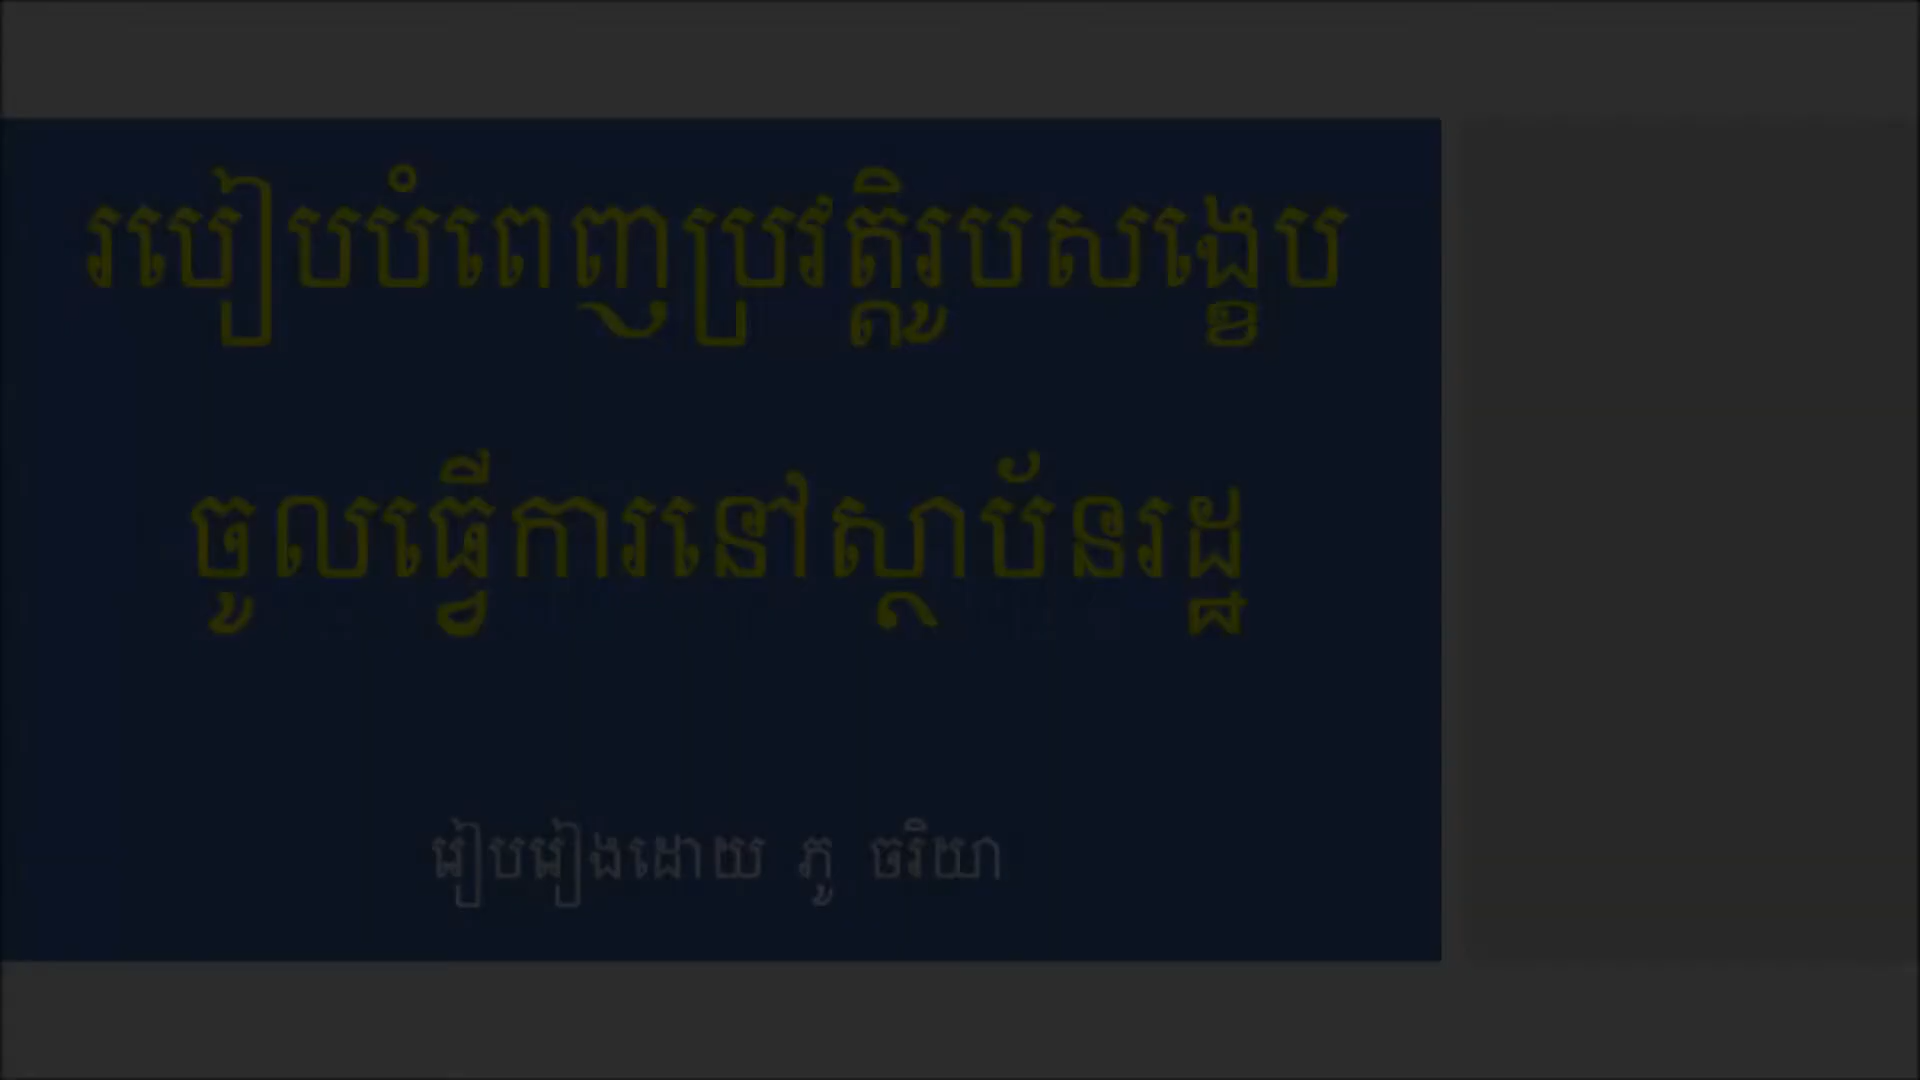 របៀបបំពេញប្រវត្តិរូបសង្ខេប
ចូលធ្វើការនៅស្ថាប័នរដ្ឋ
រៀបរៀងដោយ ភូ ចរិយា